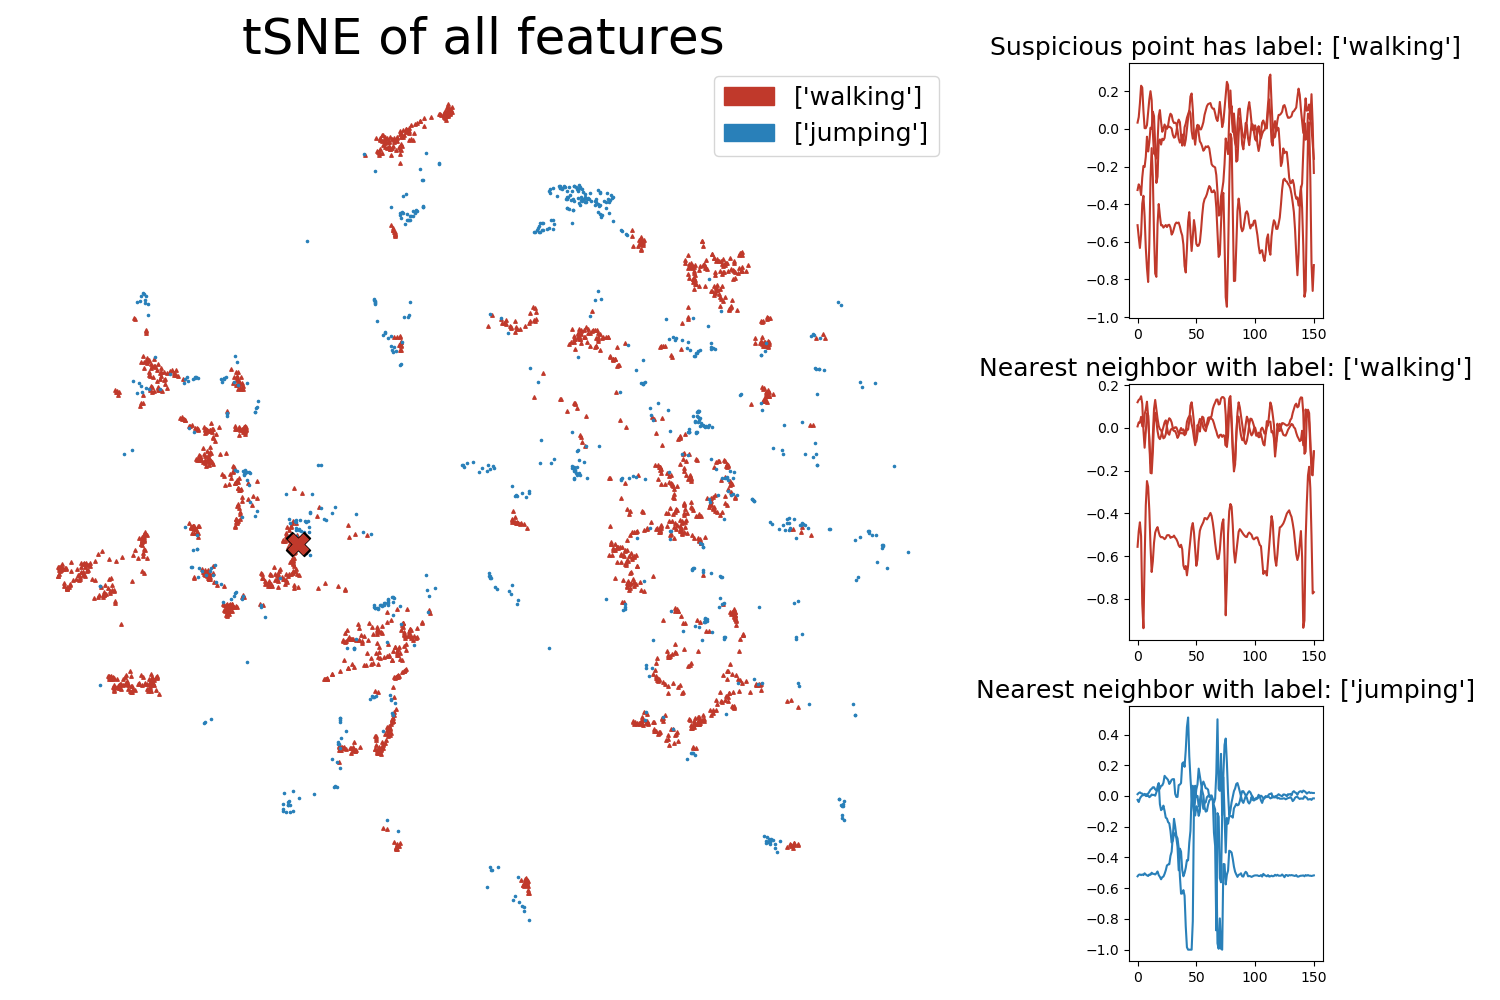 tSNE of all features
['walking']
['jumping']
Suspicious point has label: ['walking']
0.2
0.0
−0.2
−0.4
−0.6
−0.8
−1.0
0 50 100 150
Nearest neighbor with label: ['walking']
0.2
0.0
−0.2
−0.4
−0.6
−0.8
0 50 100 150
Nearest neighbor with label: ['jumping']
0.4
0.2
0.0
−0.2
−0.4
−0.6
−0.8
−1.0
0 50 100 150